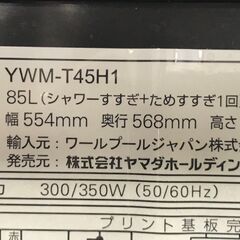 YWM-T45H1
85L(シャワーすすぎ+ためすすぎ1回
幅 554mm 奥行 568mm 高さ
輸入元:ワールプールジャパン株式
発売元:株式会社ヤマダホールディン
力 300/350W (50/60Hz)
プリント基板完